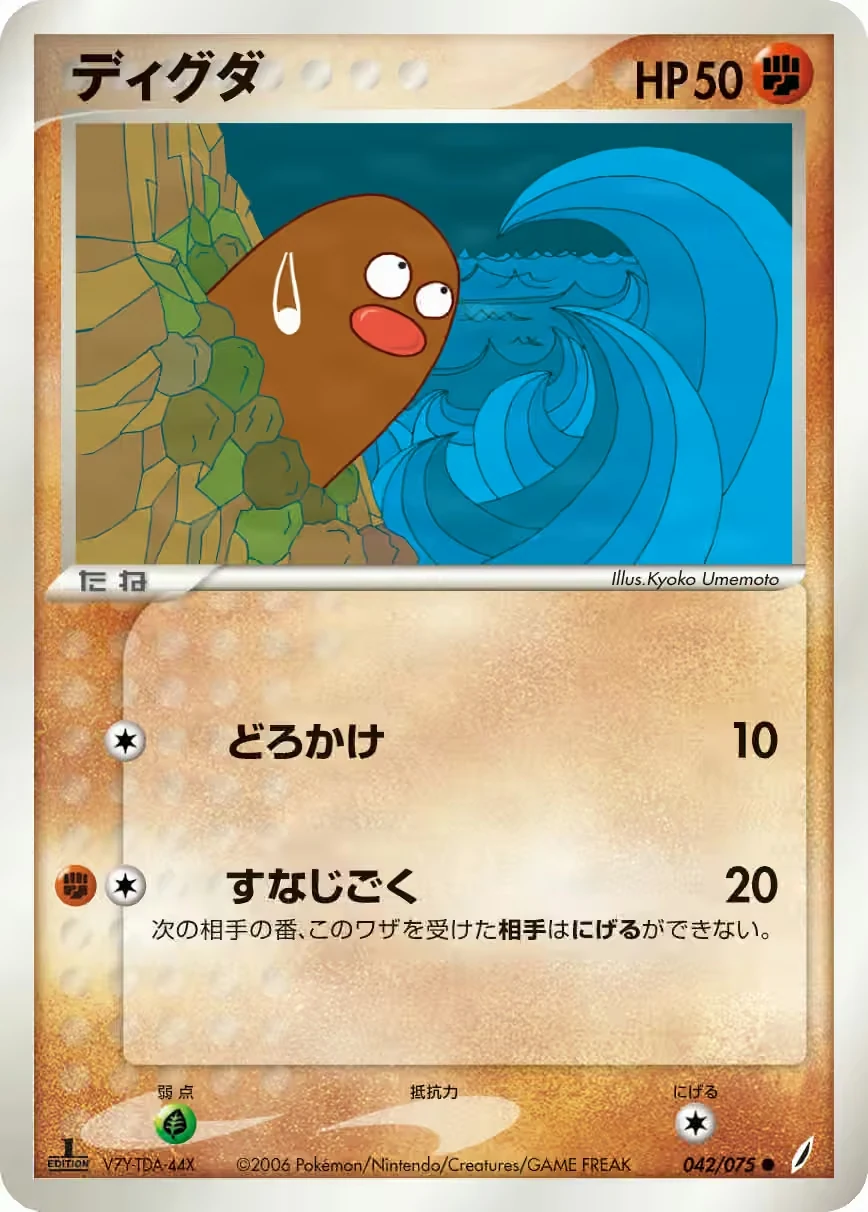 ディグダ
HP50
たね
Illus.Kyoko Umemoto
どろかけ 10
すなじごく 20
次の相手の番、このワザを受けた相手はにげるができない。
弱点 抵抗力 にげる
1 EDITION V7Y-TDA-44X ©2006 Pokémon/Nintendo/Creatures/GAME FREAK 042/075